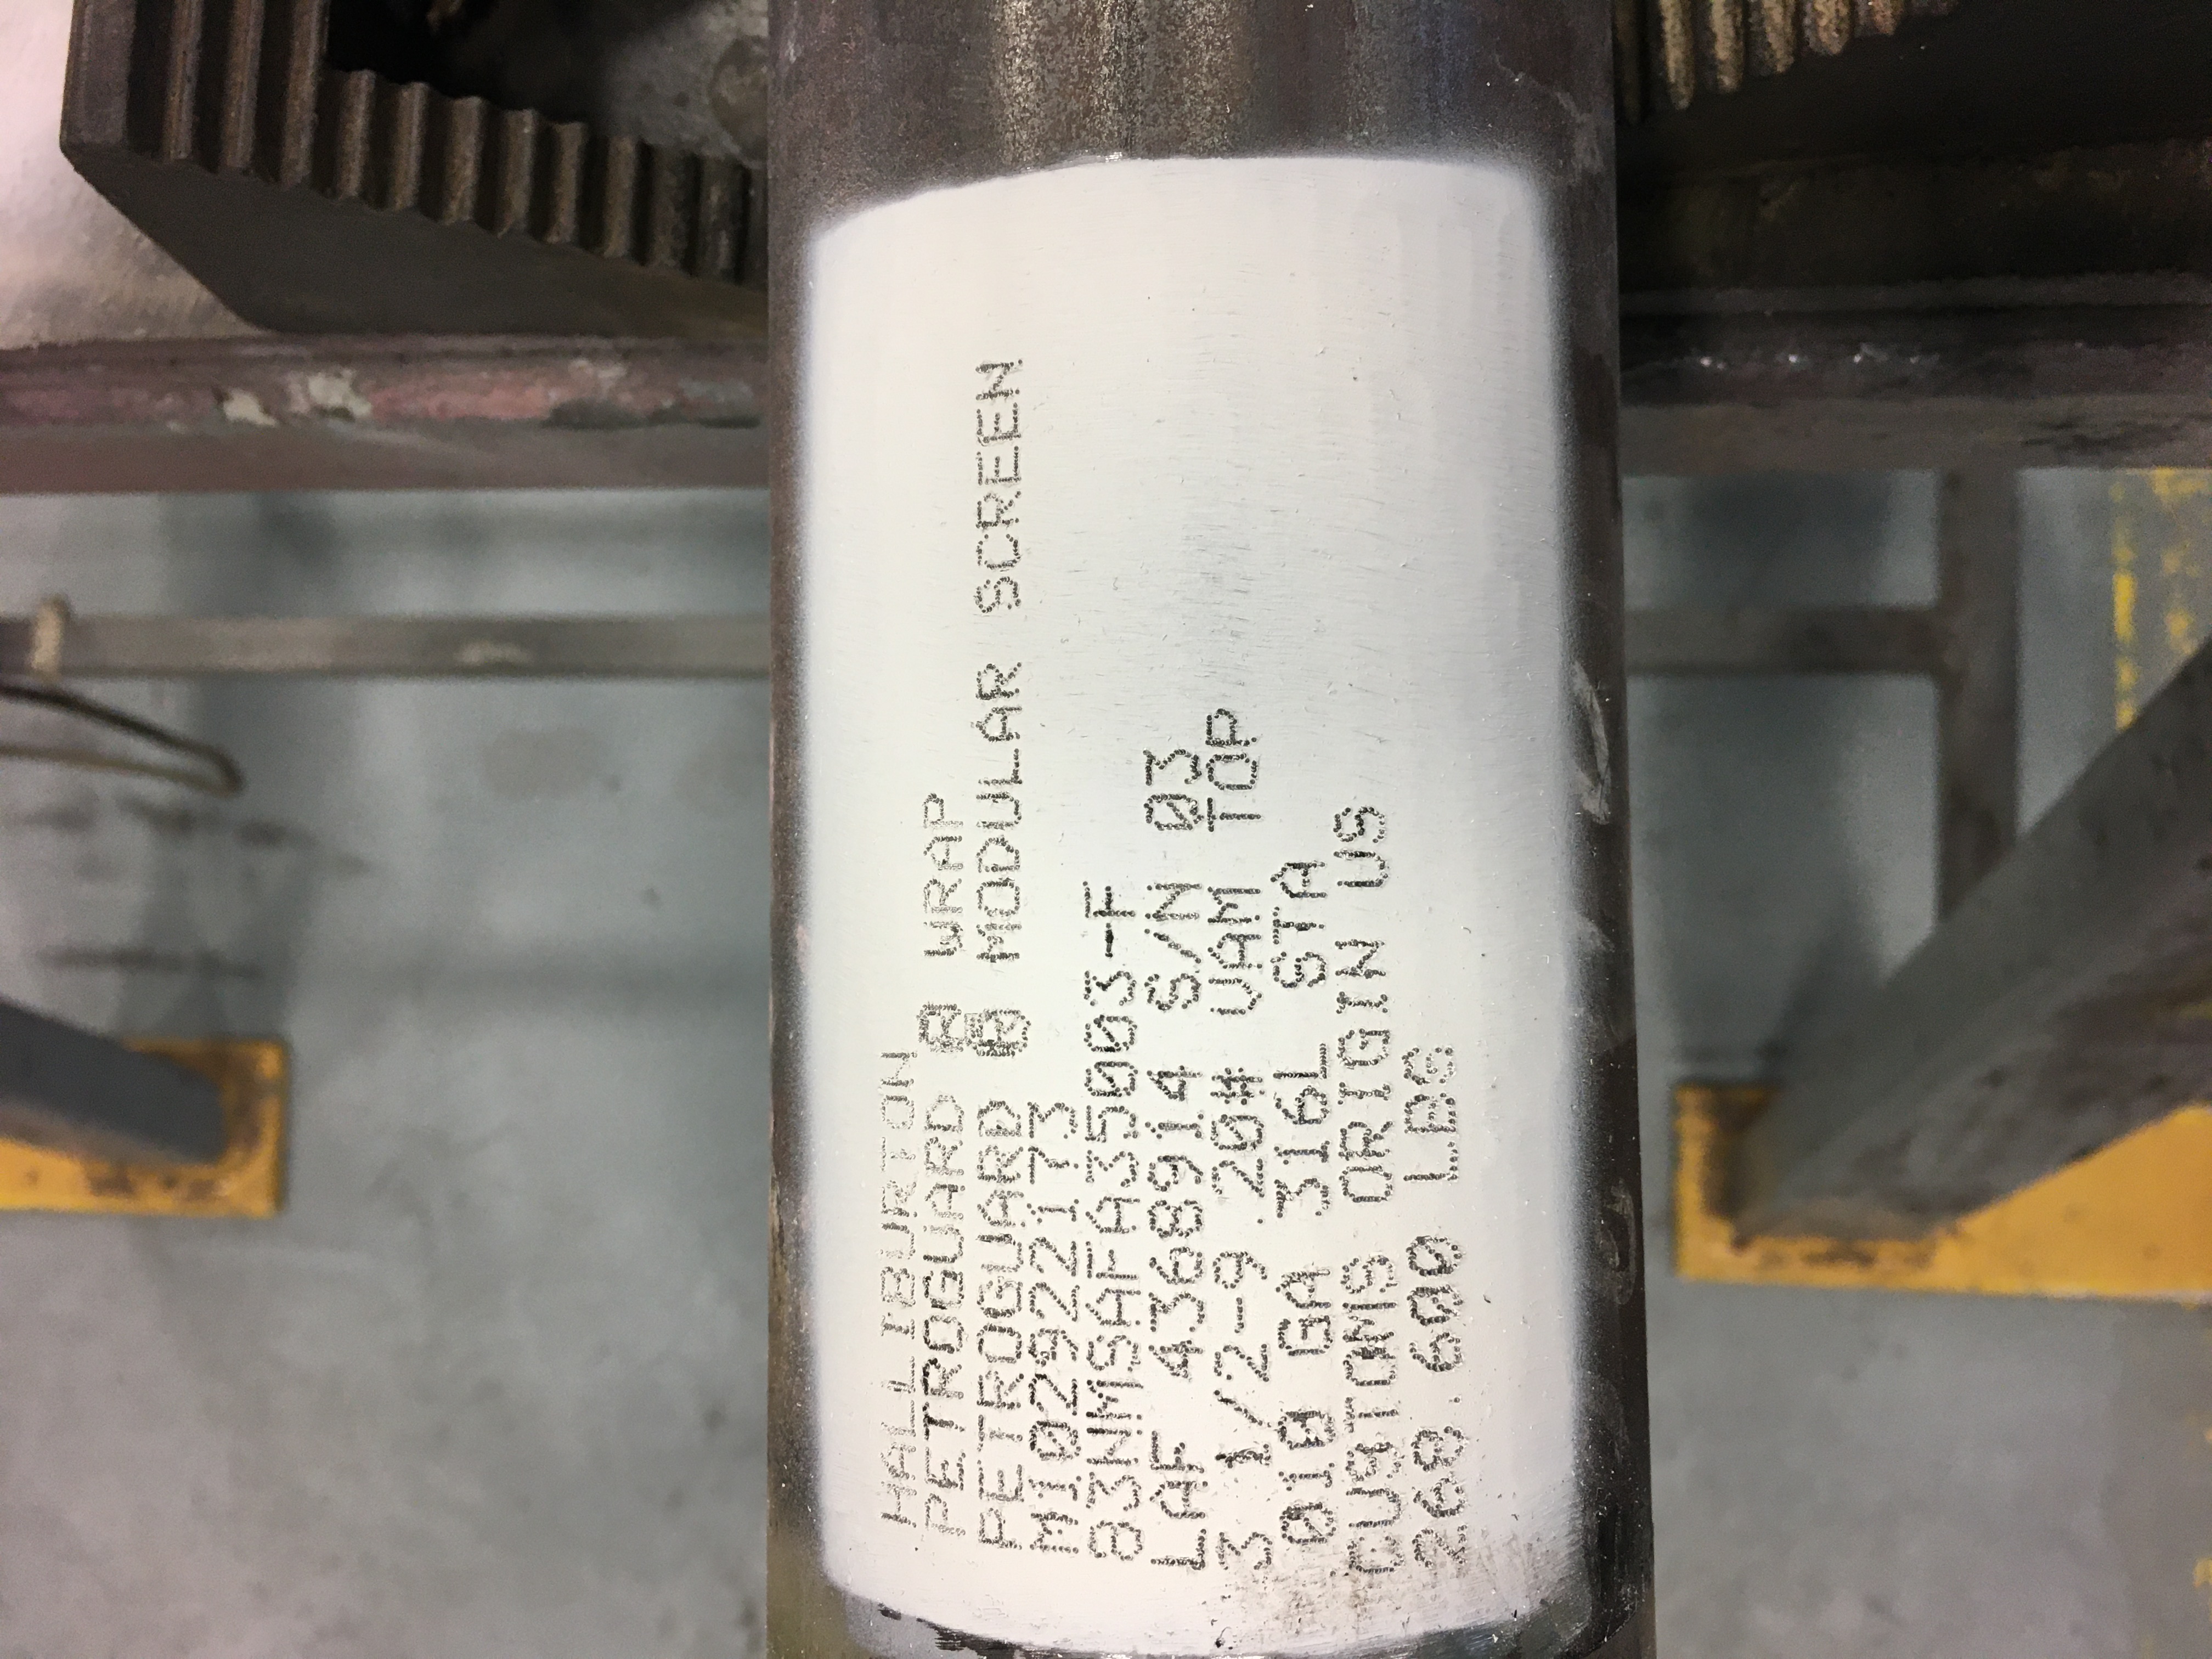 HALLIBURTON
PETROGUARD ® WRAP
PETROGUARD ® MODULAR SCREEN
M102922173
83NMSAFA35003-F
LAF 4368914 S/N 03
3 1/2-9.20# VAM TOP
.010 GA 316L STA
CUSTOMS ORIGIN US
268.600 LBS